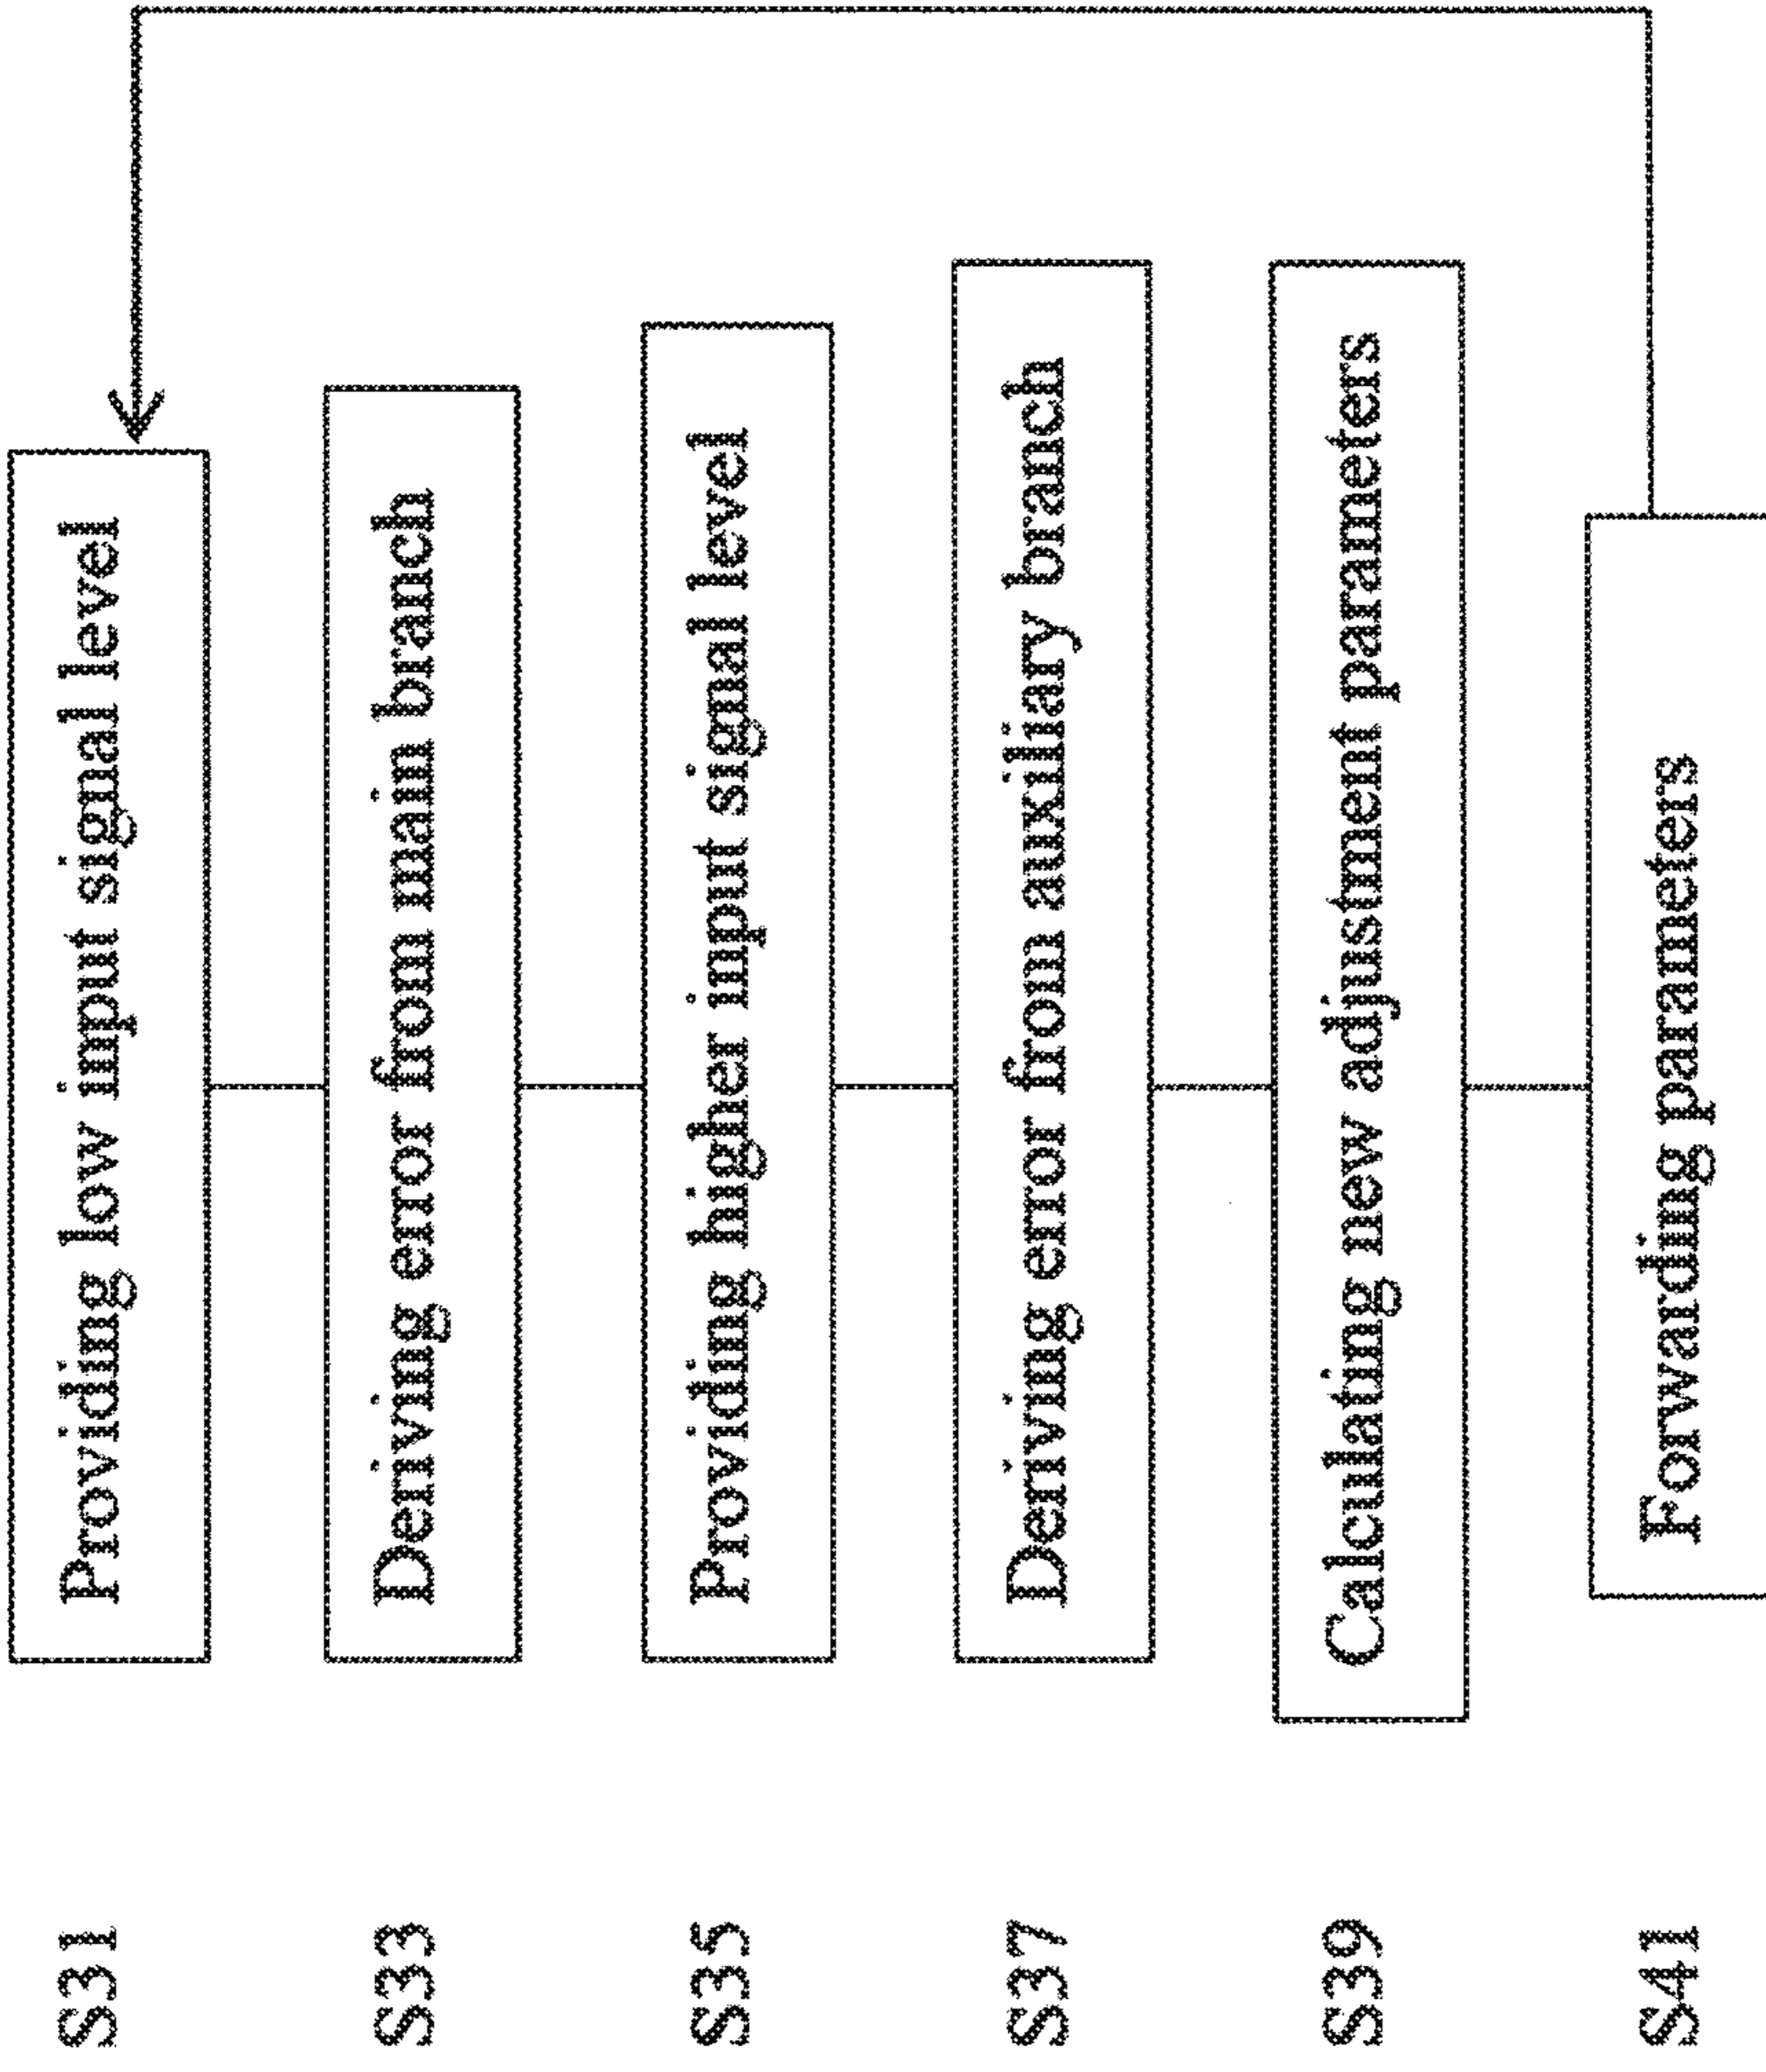 S31 Providing low input signal level
S33 Deriving error from main branch
S35 Providing higher input signal level
S37 Deriving error from auxiliary branch
S39 Calculating new adjustment parameters
S41 Forwarding parameters